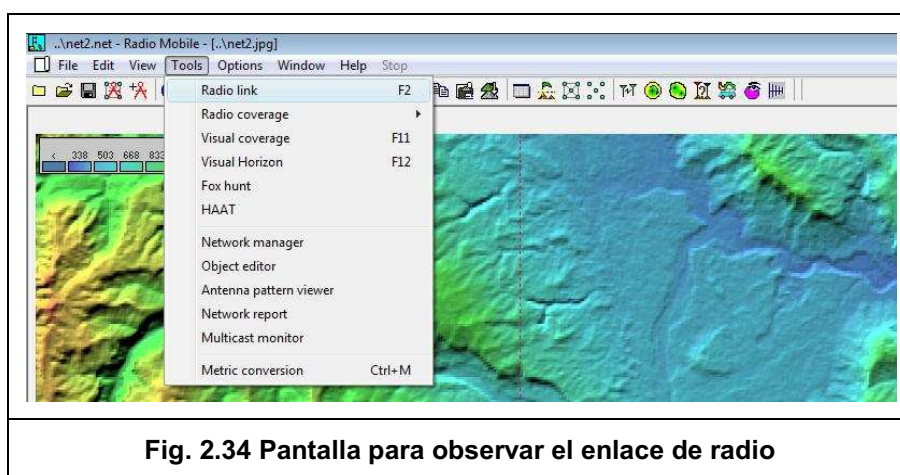 ..\net2.net - Radio Mobile - [..\net2.jpg]
File Edit View Tools Options Window Help Stop
Radio link F2
Radio coverage
Visual coverage F11
Visual Horizon F12
Fox hunt
HAAT
Network manager
Object editor
Antenna pattern viewer
Network report
Multicast monitor
Metric conversion Ctrl+M
< 338 503 668 833
Fig. 2.34 Pantalla para observar el enlace de radio